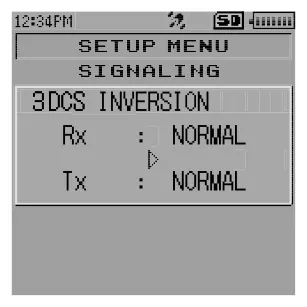 12:34PM SD
SETUP MENU
SIGNALING
3 DCS INVERSION
Rx : NORMAL
Tx : NORMAL